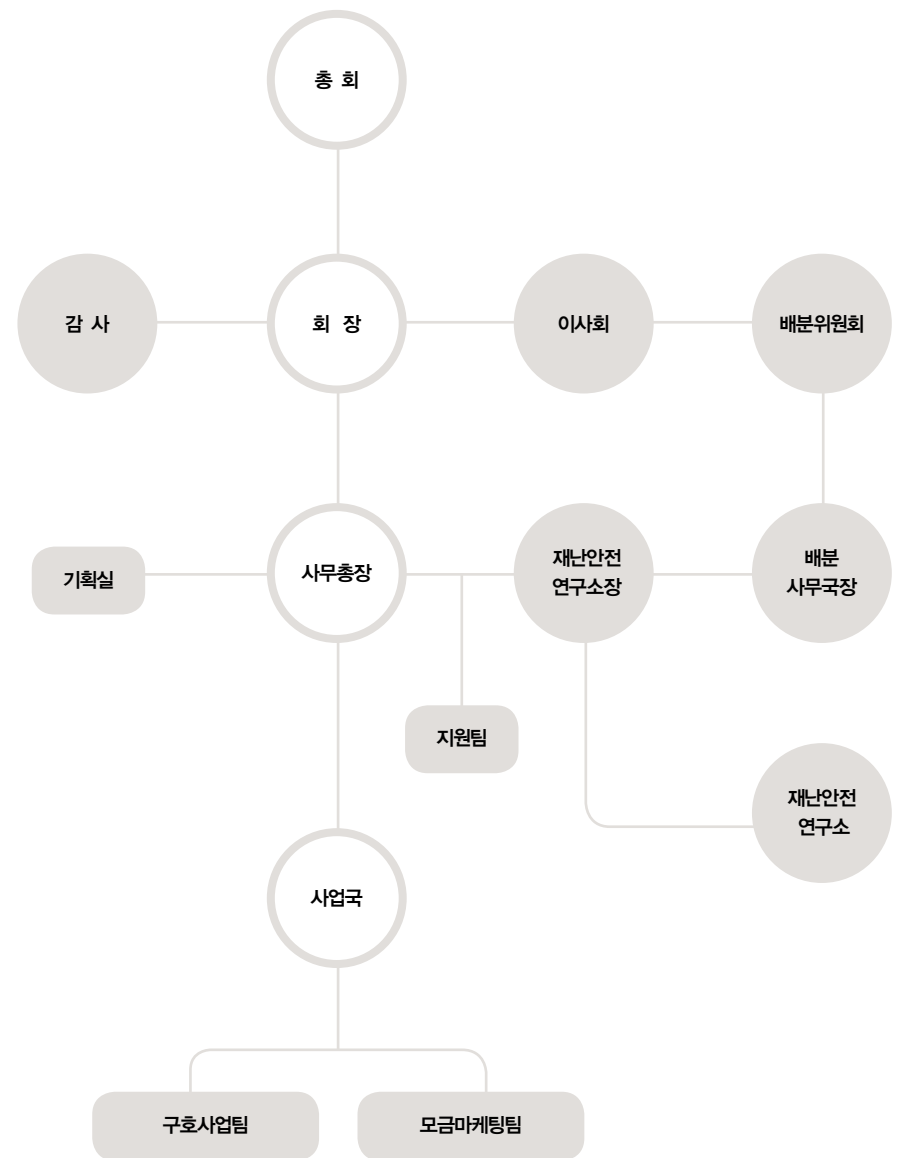 총 회
감 사
회 장
이사회
배분위원회
기획실
사무총장
재난안전
연구소장
배분
사무국장
지원팀
재난안전
연구소
사업국
구호사업팀
모금마케팅팀